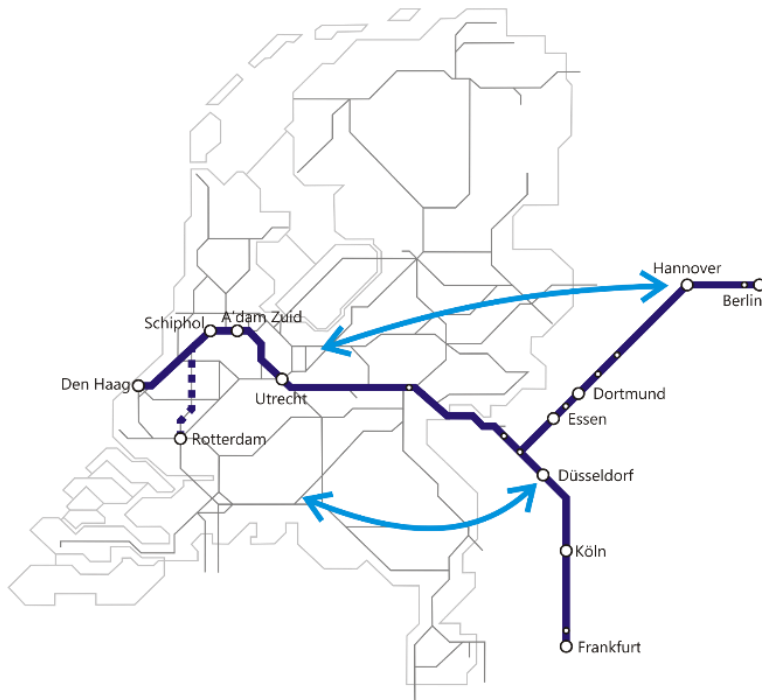 Hannover
Berlin
A'dam Zuid
Schiphol
Den Haag
Utrecht
Dortmund
Essen
Rotterdam
Düsseldorf
Köln
Frankfurt